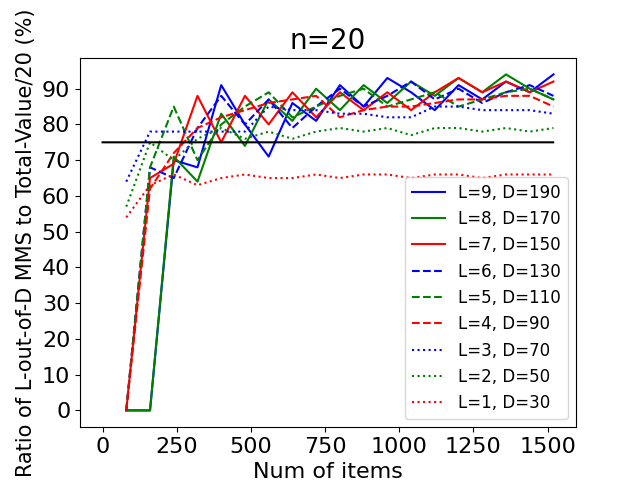 n=20
Ratio of L-out-of-D MMS to Total-Value/20 (%)
90
80
70
60
50
40
30
20
10
0
L=9, D=190
L=8, D=170
L=7, D=150
L=6, D=130
L=5, D=110
L=4, D=90
L=3, D=70
L=2, D=50
L=1, D=30
0 250 500 750 1000 1250 1500
Num of items